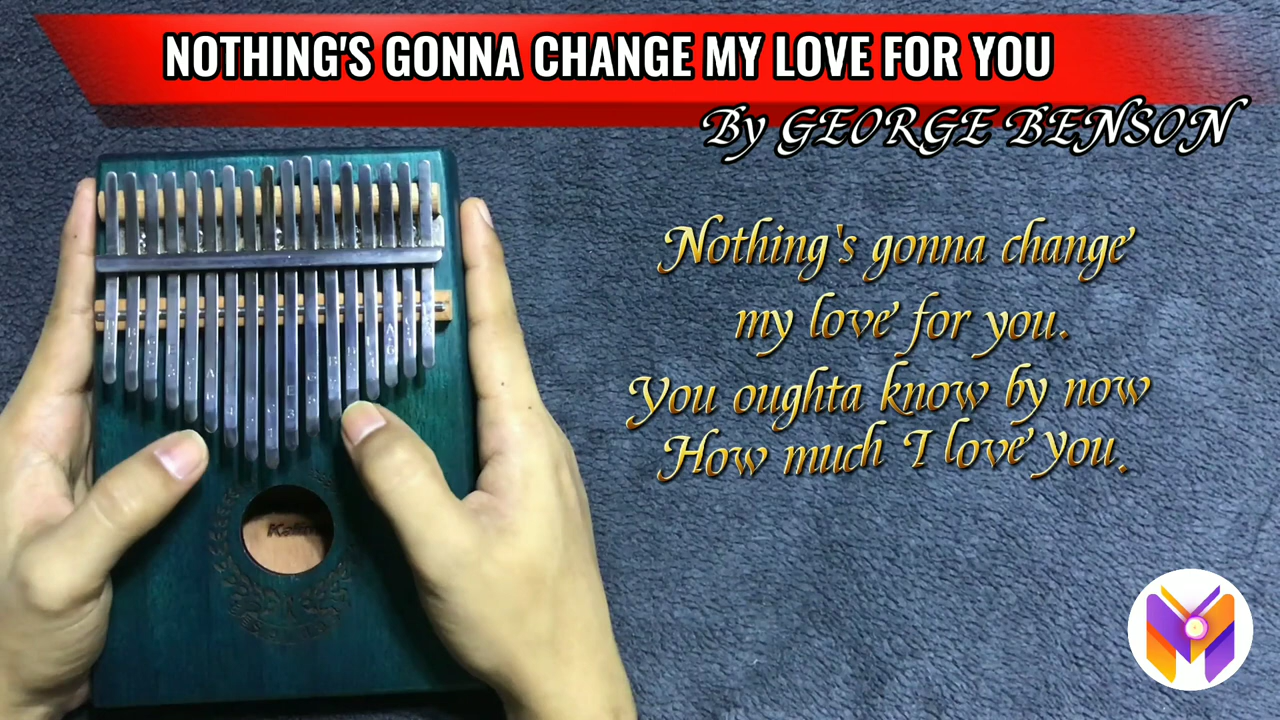 NOTHING'S GONNA CHANGE MY LOVE FOR YOU
By GEORGE BENSON
Nothing's gonna change
my love for you.
You oughta know by now
How much I love you.